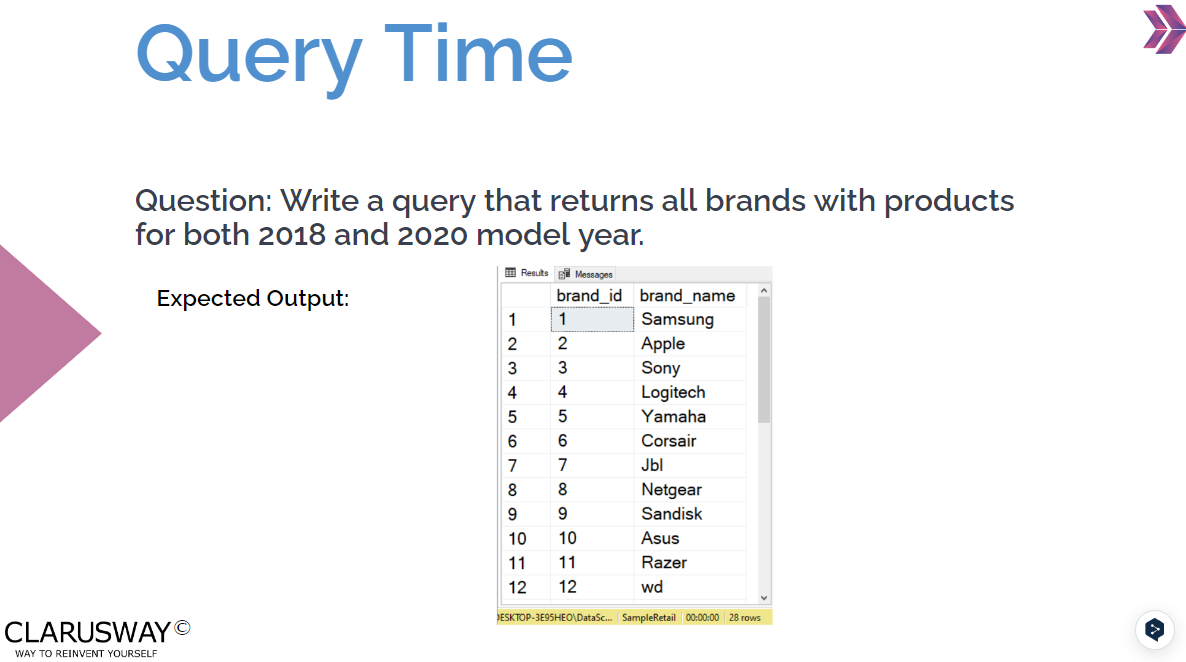 Query Time
Question: Write a query that returns all brands with products
for both 2018 and 2020 model year.
Expected Output:
Results Messages
brand_id brand_name
1 1 Samsung
2 2 Apple
3 3 Sony
4 4 Logitech
5 5 Yamaha
6 6 Corsair
7 7 Jbl
8 8 Netgear
9 9 Sandisk
10 10 Asus
11 11 Razer
12 12 wd
DESKTOP-3E95HEO\DataSc... SampleRetail 00:00:00 28 rows
CLARUSWAY©
WAY TO REINVENT YOURSELF